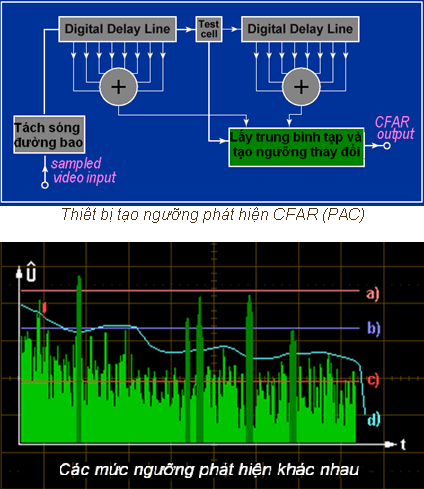 Digital Delay Line
Test
cell
Digital Delay Line
+
+
Tách sóng
đường bao
sampled
video input
Lấy trung bình tạp và
tạo ngưỡng thay đổi
CFAR
output
Thiết bị tạo ngưỡng phát hiện CFAR (PAC)
Û
a)
b)
c)
d)
t
Các mức ngưỡng phát hiện khác nhau